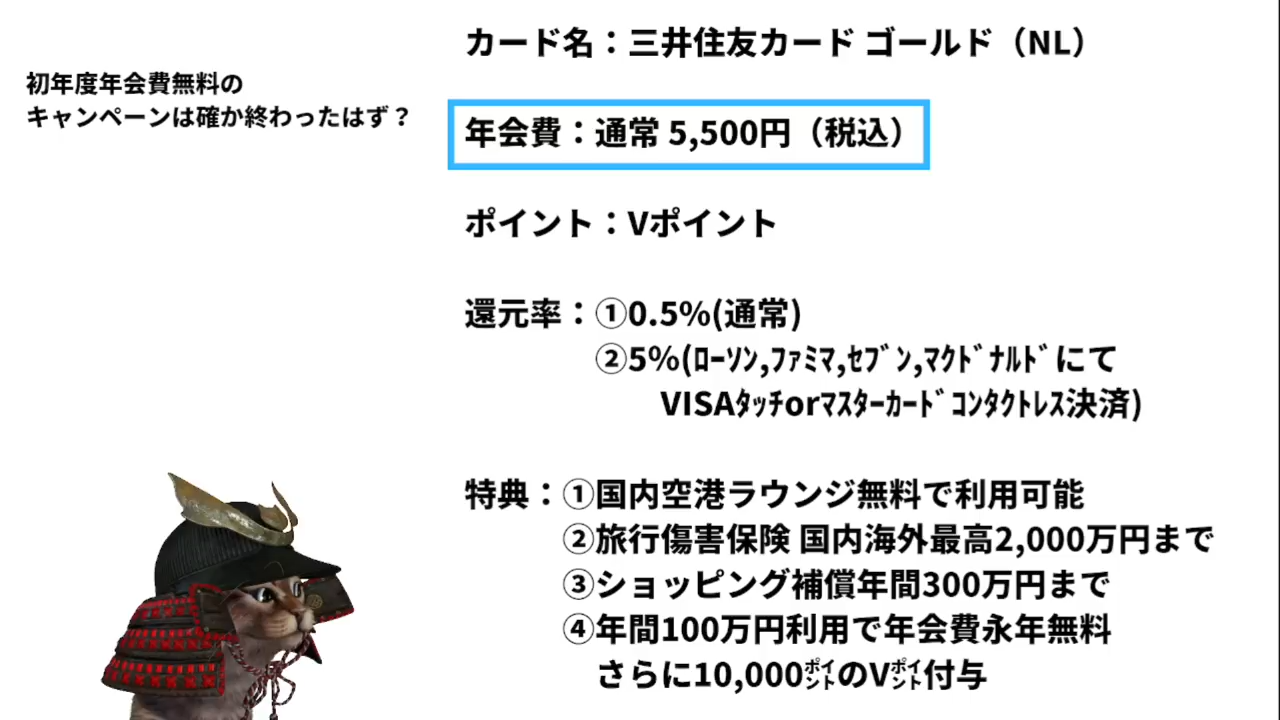 初年度年会費無料の
キャンペーンは確か終わったはず？
カード名：三井住友カード ゴールド（NL）
年会費：通常 5,500円（税込）
ポイント：Vポイント
還元率：①0.5%(通常)
②5%(ﾛｰｿﾝ,ﾌｧﾐﾏ,ｾﾌﾞﾝ,ﾏｸﾄﾞﾅﾙﾄﾞにて
VISAﾀｯﾁorﾏｽﾀｰｶｰﾄﾞｺﾝﾀｸﾄﾚｽ決済)
特典：①国内空港ラウンジ無料で利用可能
②旅行傷害保険 国内海外最高2,000万円まで
③ショッピング補償年間300万円まで
④年間100万円利用で年会費永年無料
さらに10,000ポイントのVポイント付与